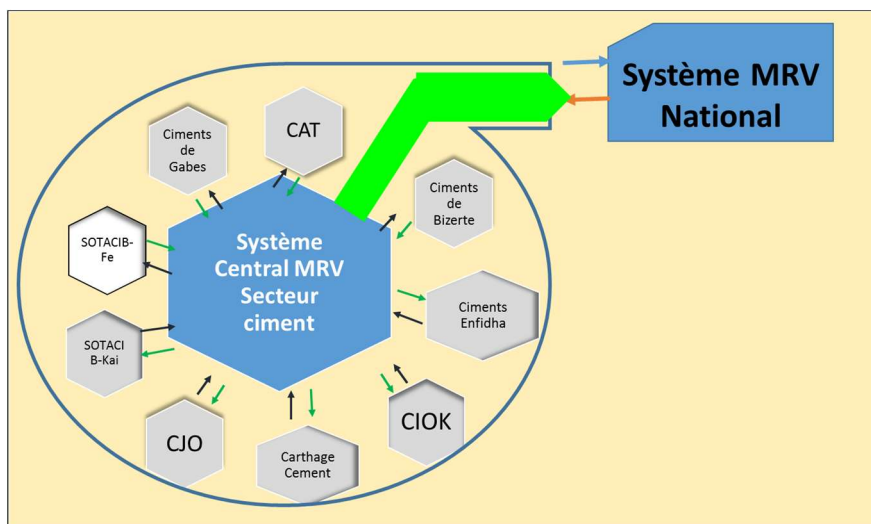 Système MRV
National
CAT
Ciments
de
Gabes
Ciments
de
Bizerte
SOTACIB-
Fe
Système
Central MRV
Secteur
ciment
Ciments
Enfidha
SOTACI
B-Kai
CJO
Carthage
Cement
CIOK